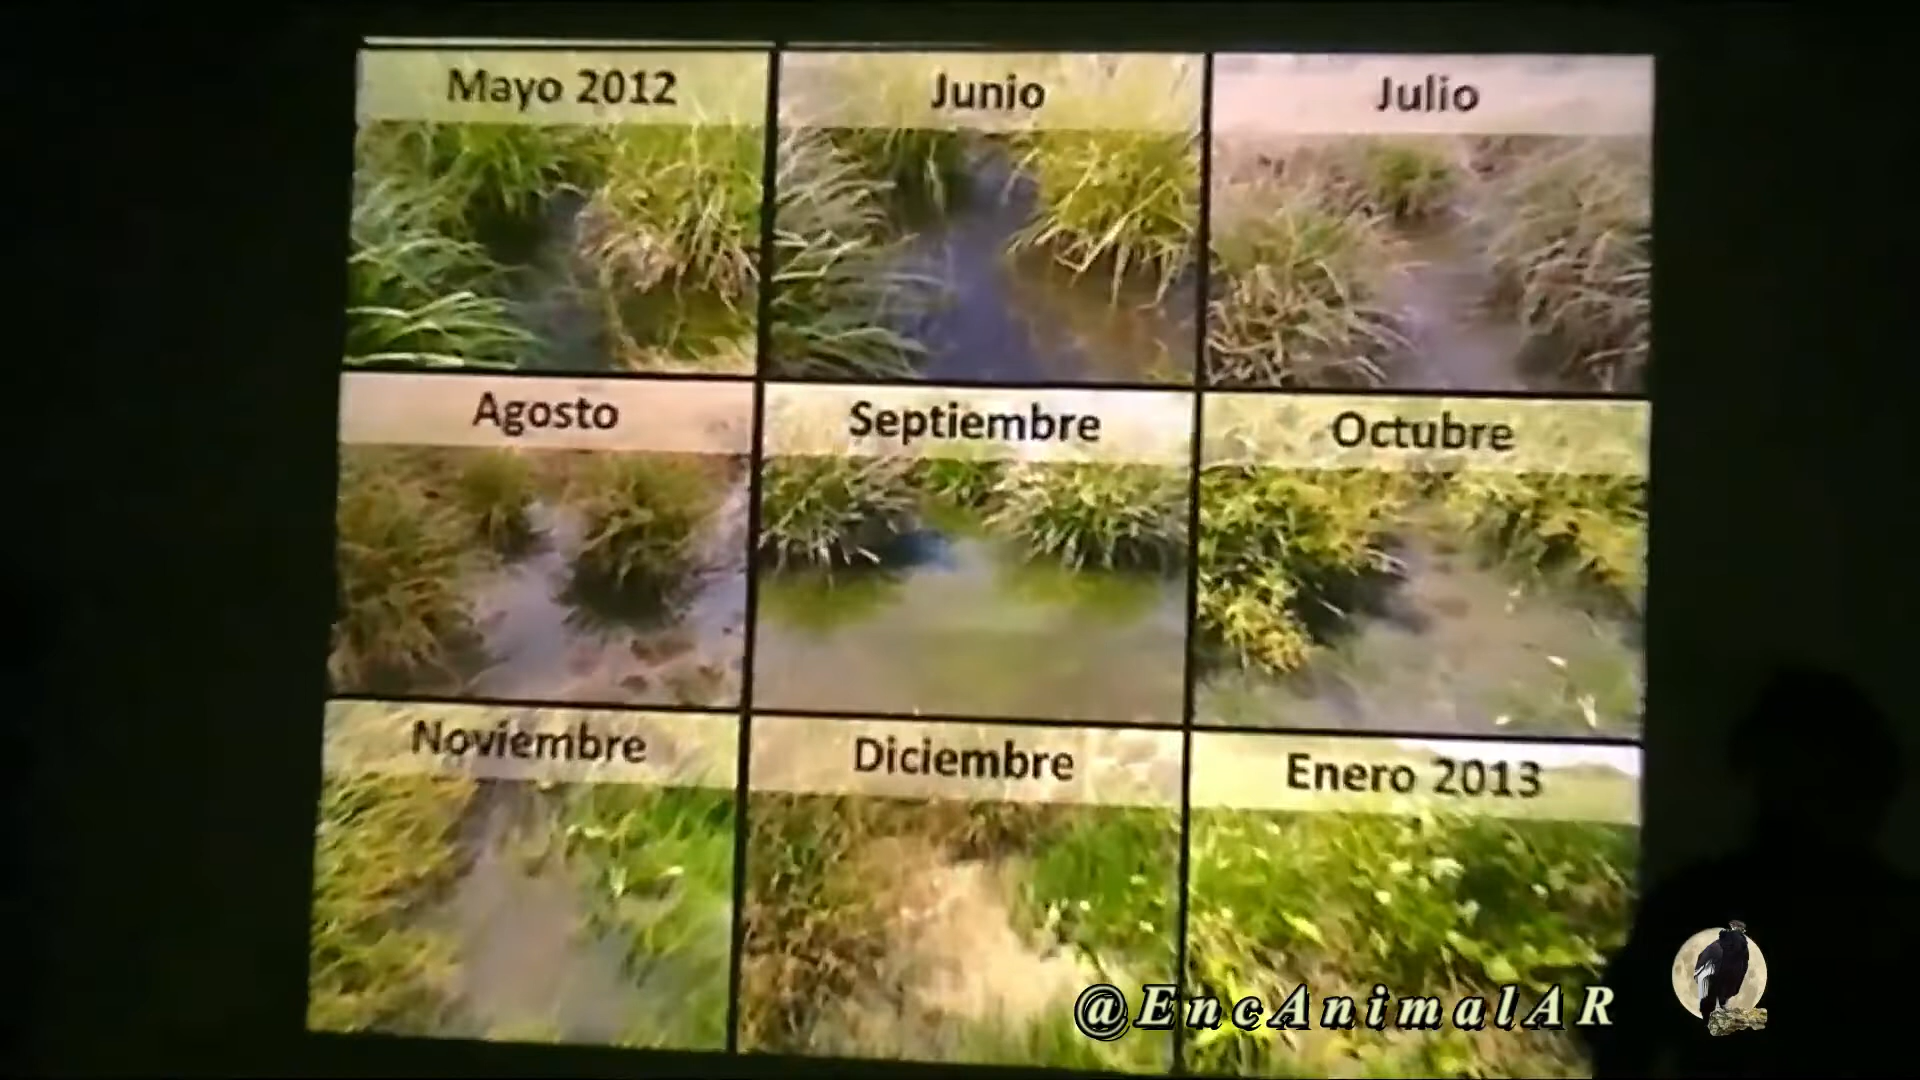 Mayo 2012
Junio
Julio
Agosto
Septiembre
Octubre
Noviembre
Diciembre
Enero 2013
@EncAnimalAR